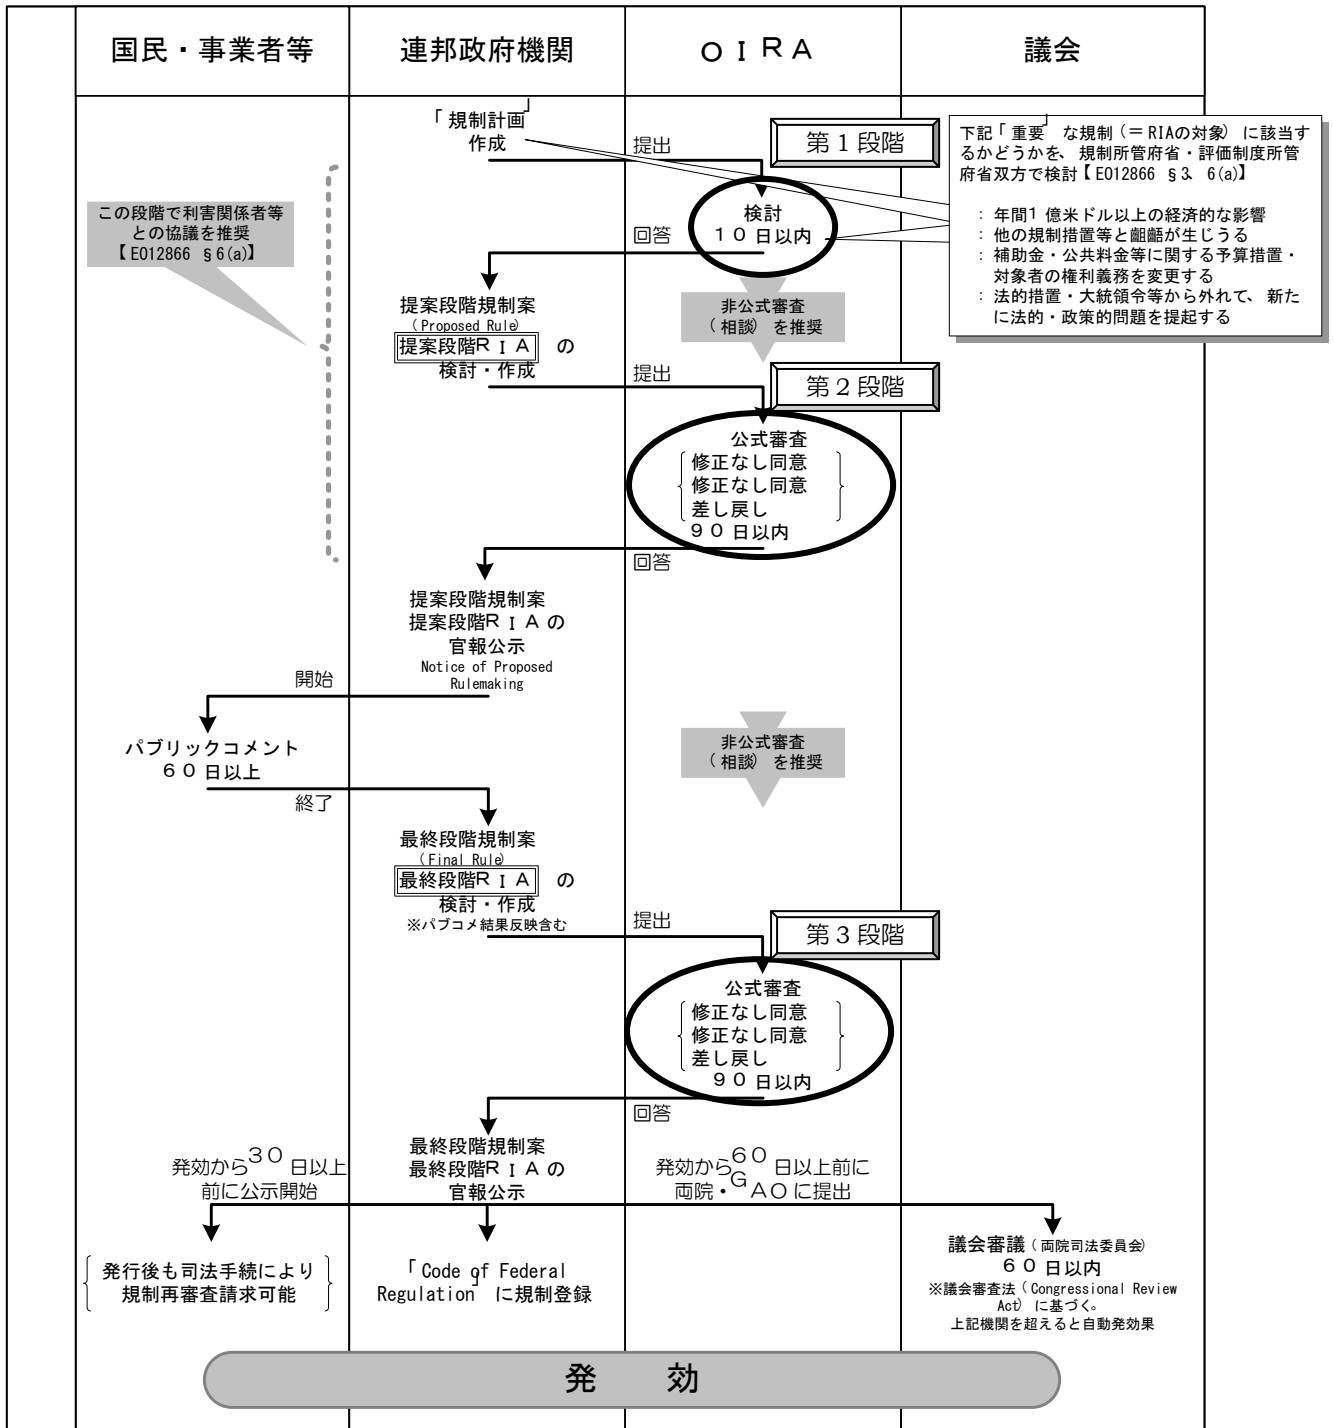 国民・事業者等
連邦政府機関
ＯＩＲＡ
議会
「規制計画」
作成
提出
第１段階
下記「重要」な規制（＝RIAの対象）に該当す
るかどうかを、規制所管府省・評価制度所管
府省双方で検討【EO12866 §3、6(a)】
：年間1億米ドル以上の経済的な影響
：他の規制措置等と齟齬が生じうる
：補助金・公共料金等に関する予算措置・
対象者の権利義務を変更する
：法的措置・大統領令等から外れて、新た
に法的・政策的問題を提起する
この段階で利害関係者等
との協議を推奨
【EO12866 §6(a)】
検討
１０日以内
回答
提案段階規制案
（Proposed Rule）
提案段階ＲＩＡ の
検討・作成
非公式審査
（相談）を推奨
提出
第２段階
公式審査
修正なし同意
修正なし同意
差し戻し
９０日以内
回答
提案段階規制案
提案段階ＲＩＡの
官報公示
Notice of Proposed
Rulemaking
開始
パブリックコメント
６０日以上
非公式審査
（相談）を推奨
終了
最終段階規制案
（Final Rule）
最終段階ＲＩＡ の
検討・作成
※パブコメ結果反映含む
提出
第３段階
公式審査
修正なし同意
修正なし同意
差し戻し
９０日以内
回答
最終段階規制案
最終段階ＲＩＡの
官報公示
発効から３０日以上
前に公示開始
発効から６０日以上前に
両院・ＧＡＯに提出
発行後も司法手続により
規制再審査請求可能
「Code of Federal
Regulation」に規制登録
議会審議（両院司法委員会）
６０日以内
※議会審査法（Congressional Review
Act）に基づく。
上記機関を超えると自動発効果
発　効